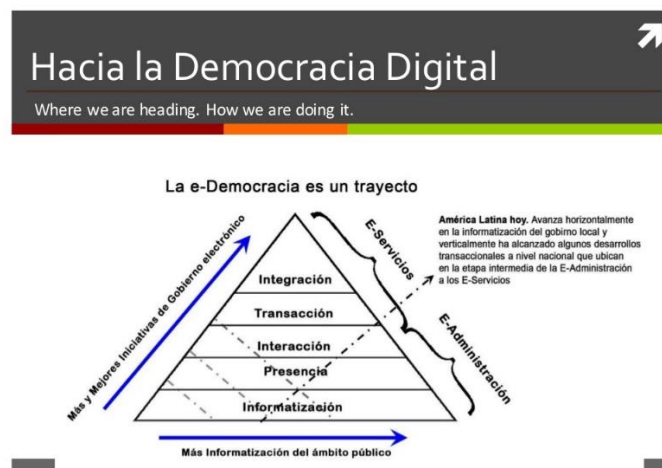 Hacia la Democracia Digital
Where we are heading. How we are doing it.
La e-Democracia es un trayecto
Más y Mejores Iniciativas de Gobierno electrónico
E-Servicios
América Latina hoy. Avanza horizontalmente
en la informatización del gobirno local y
verticalmente ha alcanzado algunos desarrollos
transaccionales a nivel nacional que ubican
en la etapa intermedia de la E-Administración
a los E-Servicios
Integración
Transacción
Interacción
Presencia
Informatización
E-Administración
Más Informatización del ámbito público